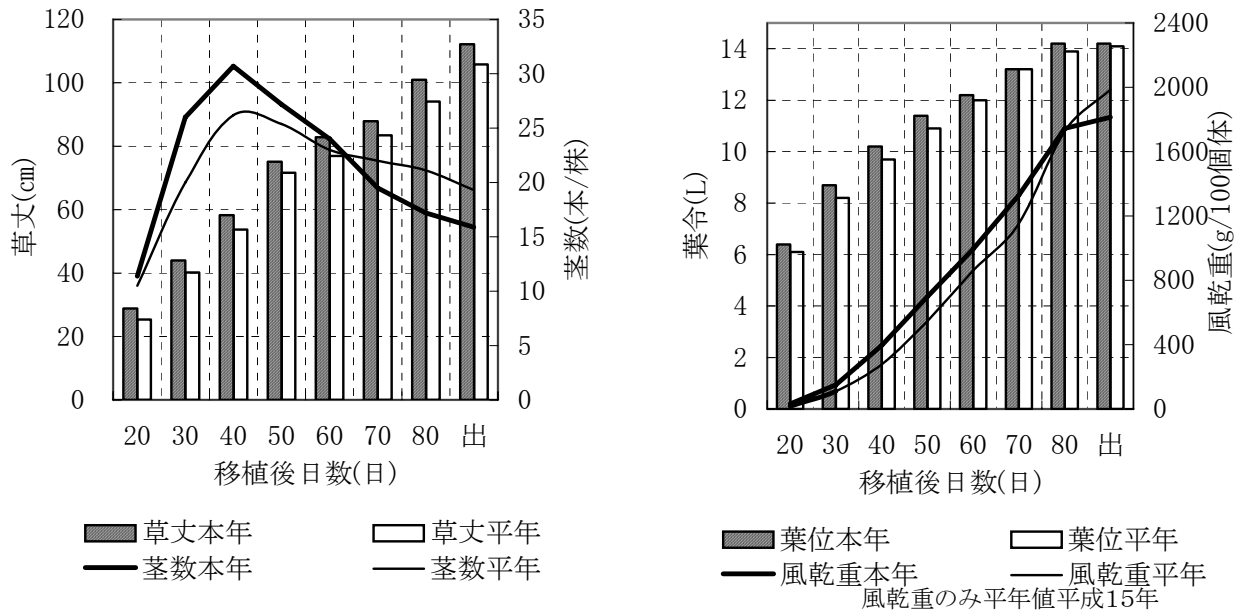 120
100
80
60
40
20
0
草丈(cm)
35
30
25
20
15
10
5
0
茎数(本/株)
20 30 40 50 60 70 80 出
移植後日数(日)
草丈本年 草丈平年
茎数本年 茎数平年
14
12
10
8
6
4
2
0
葉令(L)
2400
2000
1600
1200
800
400
0
風乾重(g/100個体)
20 30 40 50 60 70 80 出
移植後日数(日)
葉位本年 葉位平年
風乾重本年 風乾重平年
風乾重のみ平年値平成15年